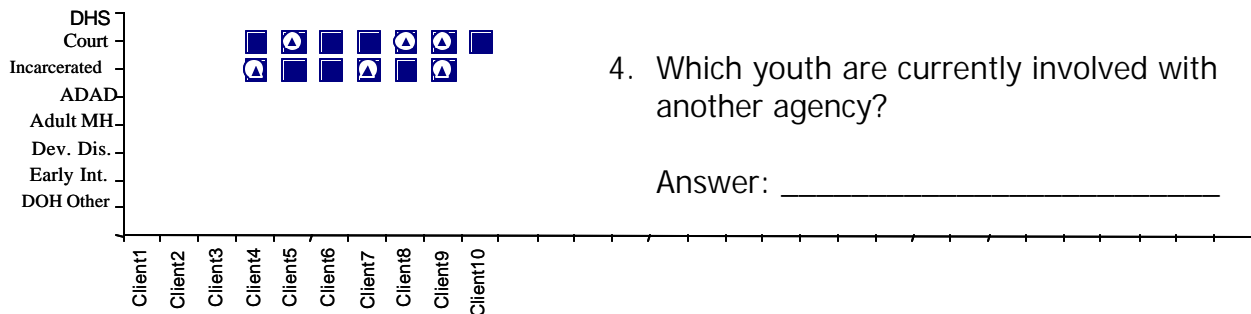 DHS
Court
Incarcerated
ADAD
Adult MH
Dev. Dis.
Early Int.
DOH Other
Client1
Client2
Client3
Client4
Client5
Client6
Client7
Client8
Client9
Client10
4. Which youth are currently involved with
another agency?
Answer: ___________________________